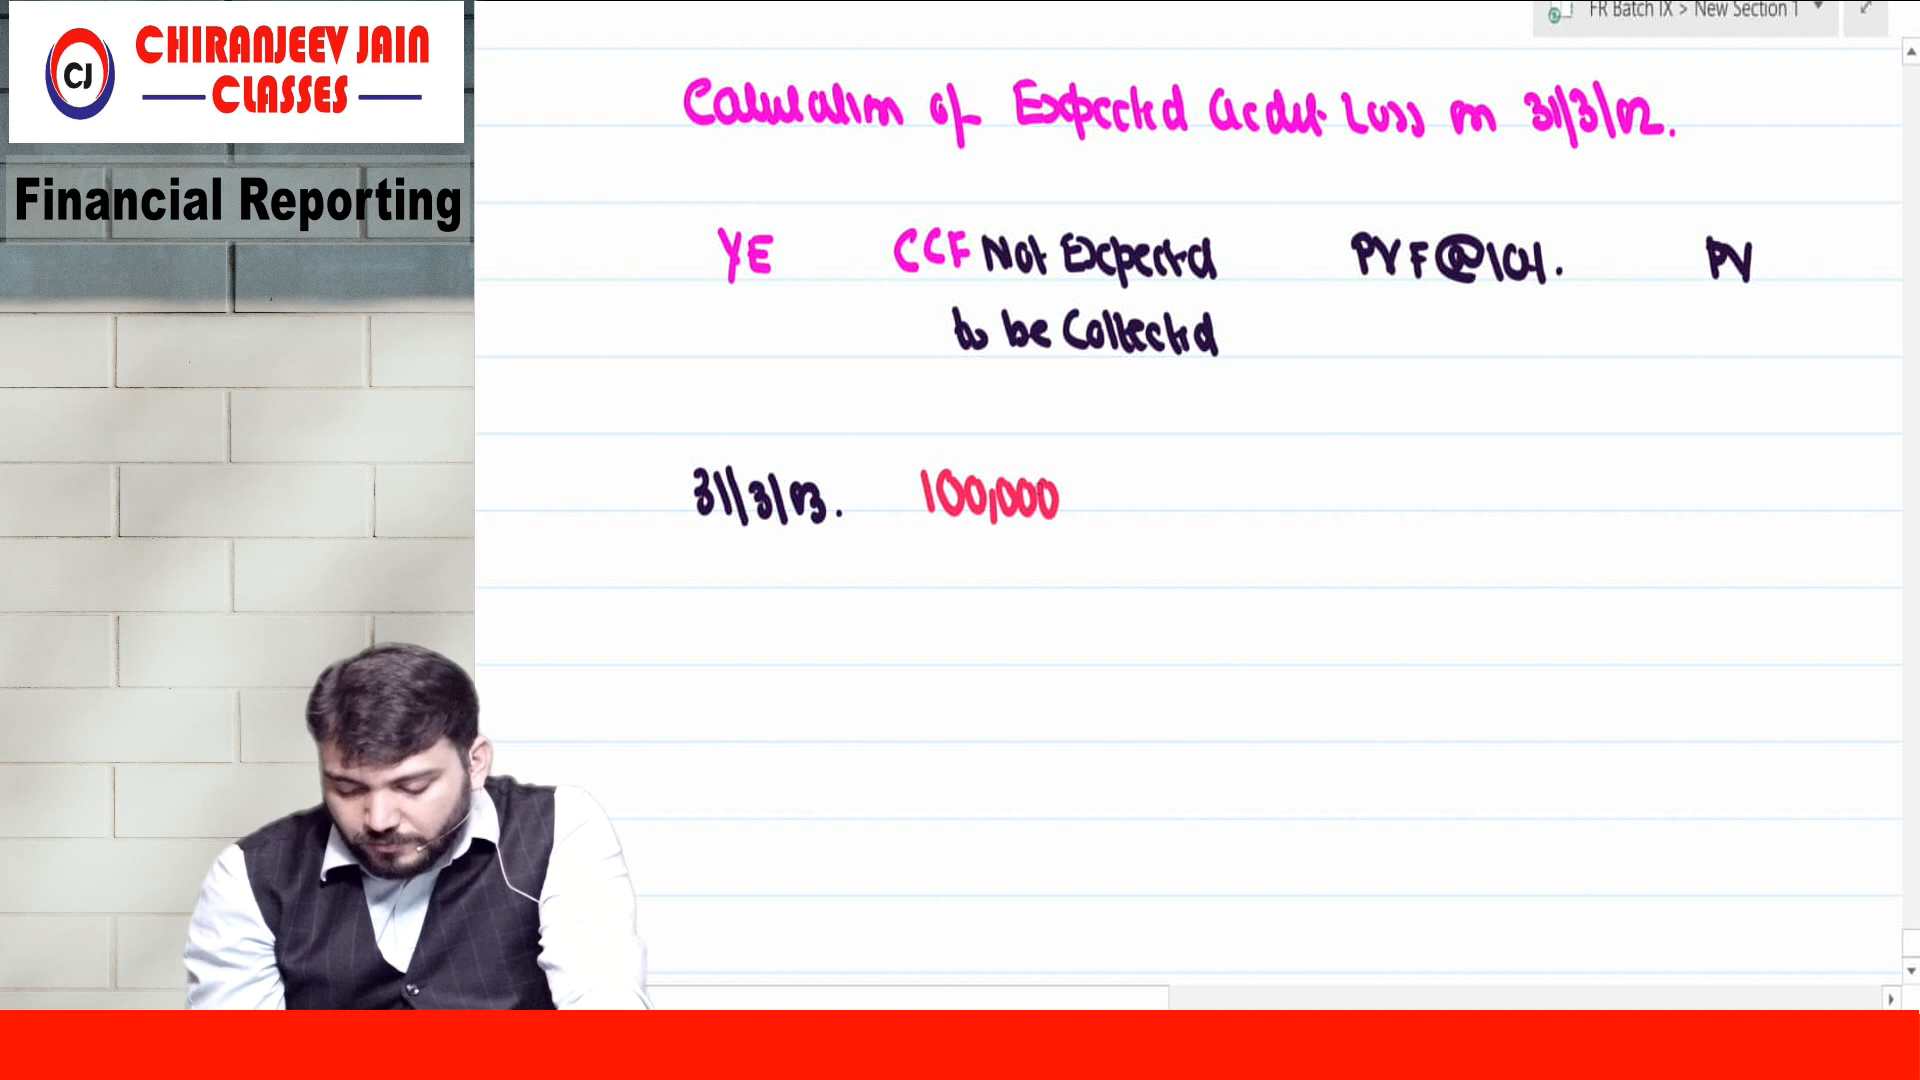 CHIRANJEEV JAIN
CLASSES
CJ
Financial Reporting
FR Batch IX > New Section 1
Calculation of Expected Credit Loss on 31/3/02.
YE CCF Not Expected PVF@10%. PV
to be Collected
31/3/03. 100,000